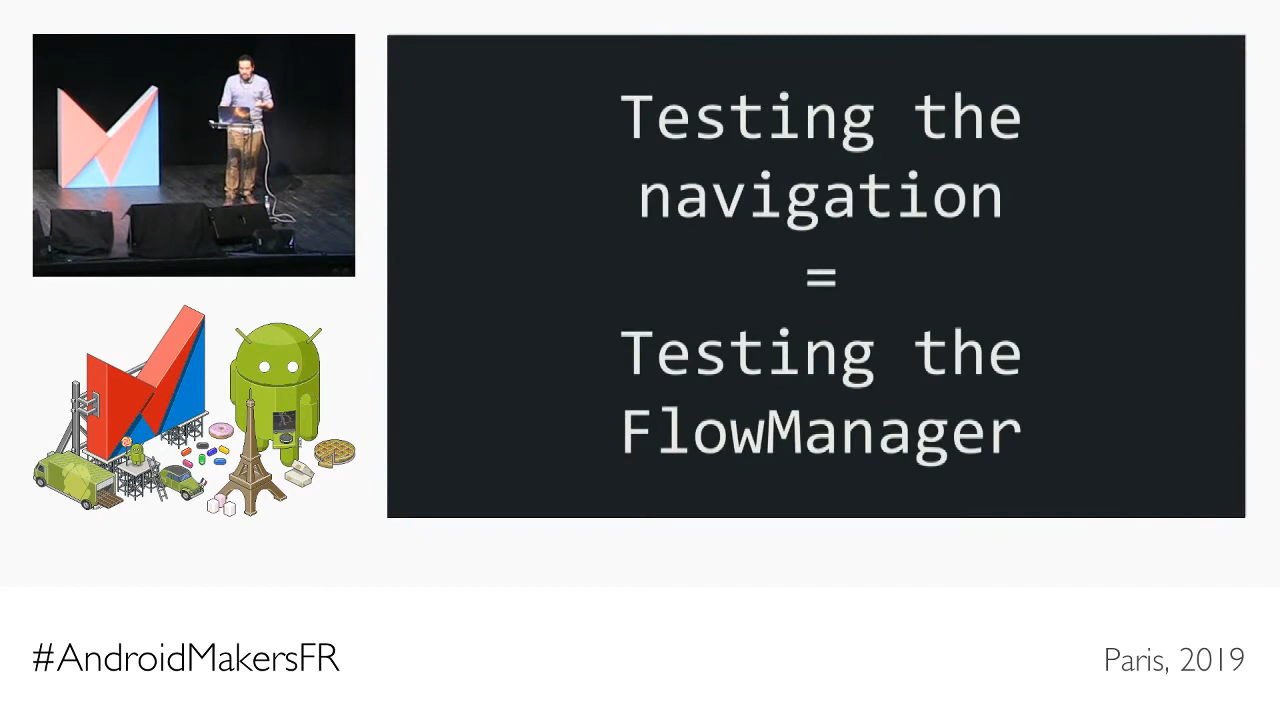 Testing the
navigation
=
Testing the
FlowManager
#AndroidMakersFR
Paris, 2019